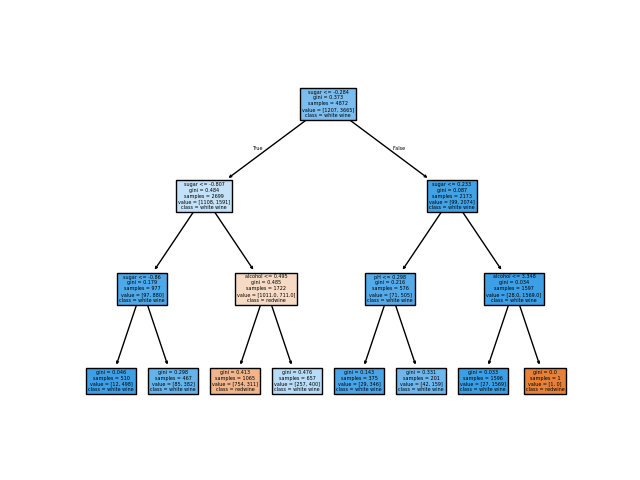 sugar <= -0.284
gini = 0.373
samples = 4872
value = [1207, 3665]
class = white wine
True
False
sugar <= -0.807
gini = 0.484
samples = 2699
value = [1108, 1591]
class = white wine
sugar <= 0.233
gini = 0.087
samples = 2173
value = [99, 2074]
class = white wine
sugar <= -0.86
gini = 0.179
samples = 977
value = [97, 880]
class = white wine
alcohol <= 0.495
gini = 0.485
samples = 1722
value = [1011.0, 711.0]
class = redwine
pH <= 0.298
gini = 0.216
samples = 576
value = [71, 505]
class = white wine
alcohol <= 3.348
gini = 0.034
samples = 1597
value = [28.0, 1569.0]
class = white wine
gini = 0.046
samples = 510
value = [12, 498]
class = white wine
gini = 0.298
samples = 467
value = [85, 382]
class = white wine
gini = 0.413
samples = 1065
value = [754, 311]
class = redwine
gini = 0.476
samples = 657
value = [257, 400]
class = white wine
gini = 0.143
samples = 375
value = [29, 346]
class = white wine
gini = 0.331
samples = 201
value = [42, 159]
class = white wine
gini = 0.033
samples = 1596
value = [27, 1569]
class = white wine
gini = 0.0
samples = 1
value = [1, 0]
class = redwine